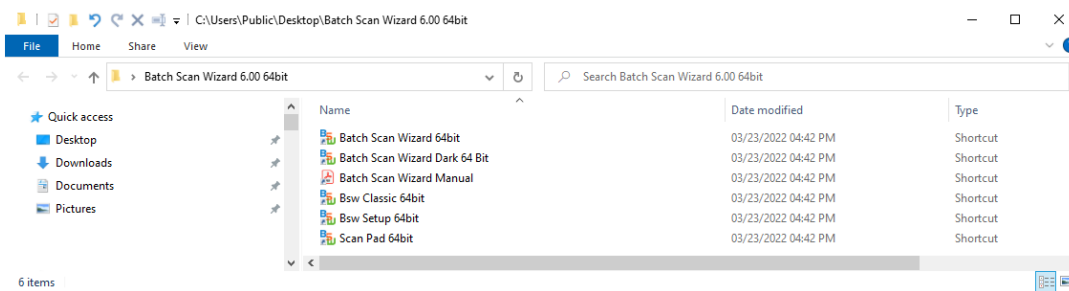 C:\Users\Public\Desktop\Batch Scan Wizard 6.00 64bit
File Home Share View
Batch Scan Wizard 6.00 64bit Search Batch Scan Wizard 6.00 64bit
Quick access
Desktop
Downloads
Documents
Pictures
Name Date modified Type
Batch Scan Wizard 64bit 03/23/2022 04:42 PM Shortcut
Batch Scan Wizard Dark 64 Bit 03/23/2022 04:42 PM Shortcut
Batch Scan Wizard Manual 03/23/2022 04:42 PM Shortcut
Bsw Classic 64bit 03/23/2022 04:42 PM Shortcut
Bsw Setup 64bit 03/23/2022 04:42 PM Shortcut
Scan Pad 64bit 03/23/2022 04:42 PM Shortcut
6 items